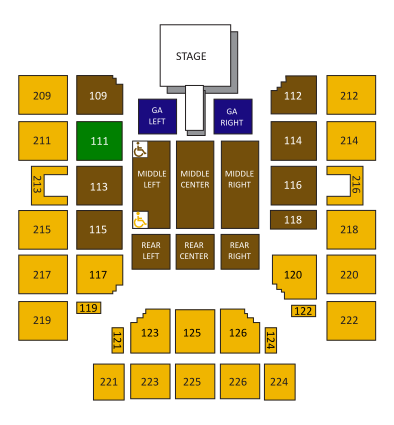 STAGE
209
109
112
212
GA
LEFT
GA
RIGHT
211
111
114
214
213
113
MIDDLE
LEFT
MIDDLE
CENTER
MIDDLE
RIGHT
116
216
215
115
118
218
REAR
LEFT
REAR
CENTER
REAR
RIGHT
217
117
120
220
219
119
122
222
121
123
125
126
124
221
223
225
226
224